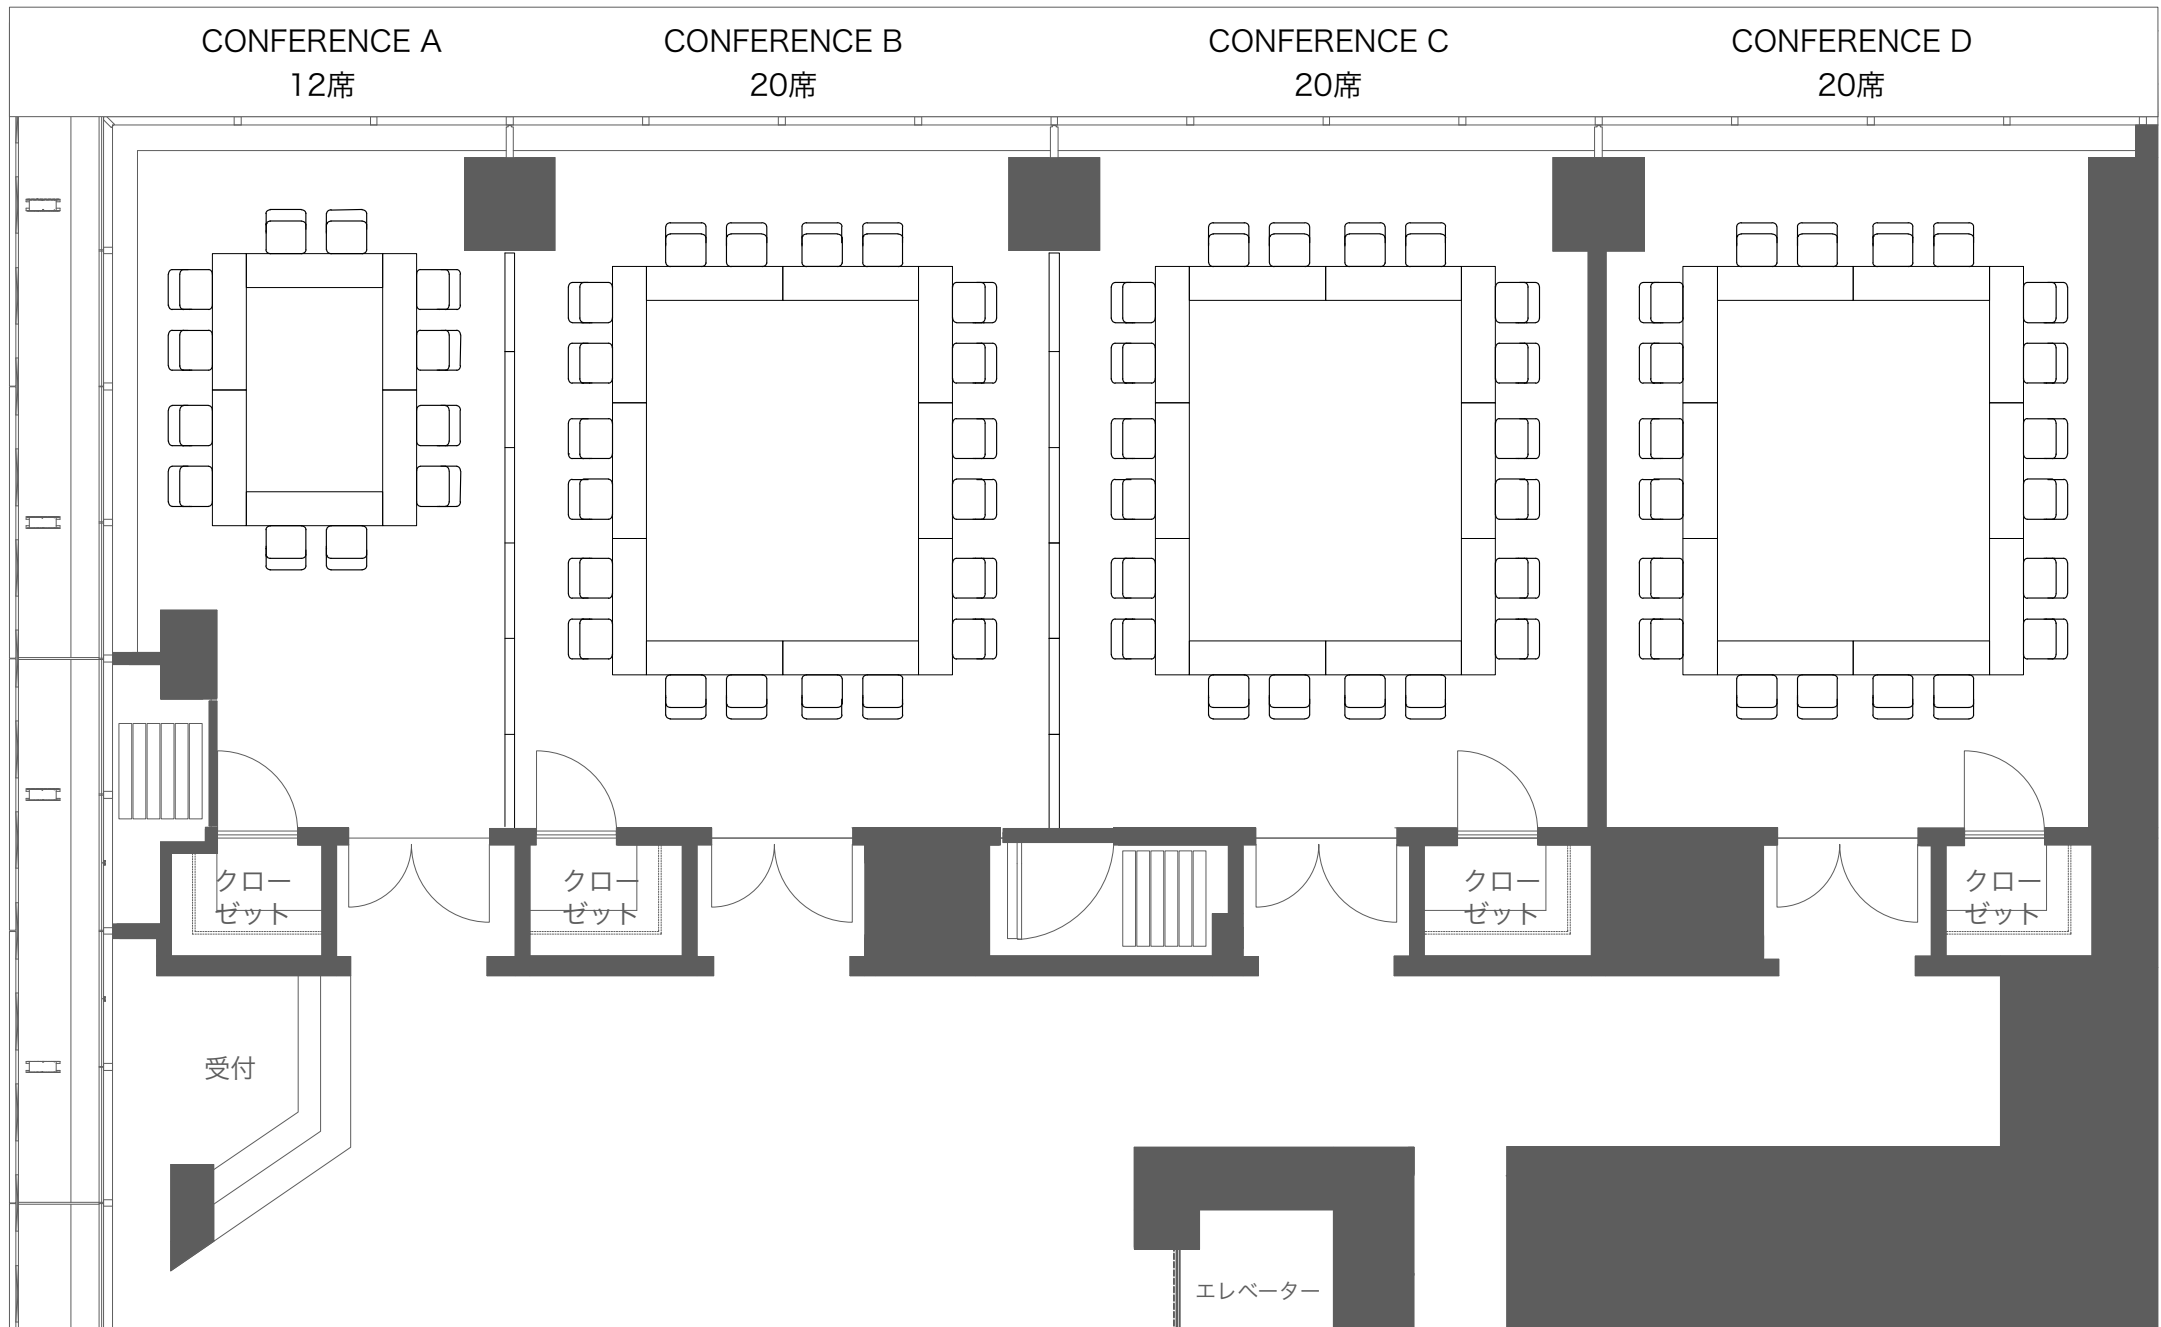 CONFERENCE A
12席
CONFERENCE B
20席
CONFERENCE C
20席
CONFERENCE D
20席
クロー
ゼット
クロー
ゼット
クロー
ゼット
クロー
ゼット
受付
エレベーター